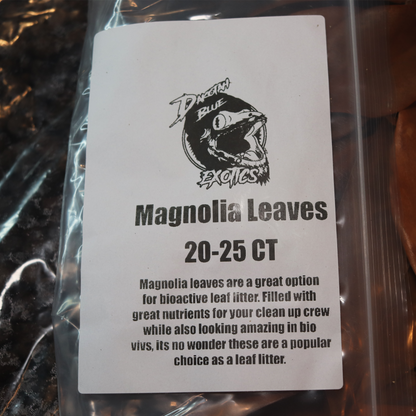 BLUE
EXOTICS
Magnolia Leaves
20-25 CT
Magnolia leaves are a great option
for bioactive leaf litter. Filled with
great nutrients for your clean up crew
while also looking amazing in bio
vivs, its no wonder these are a popular
choice as a leaf litter.